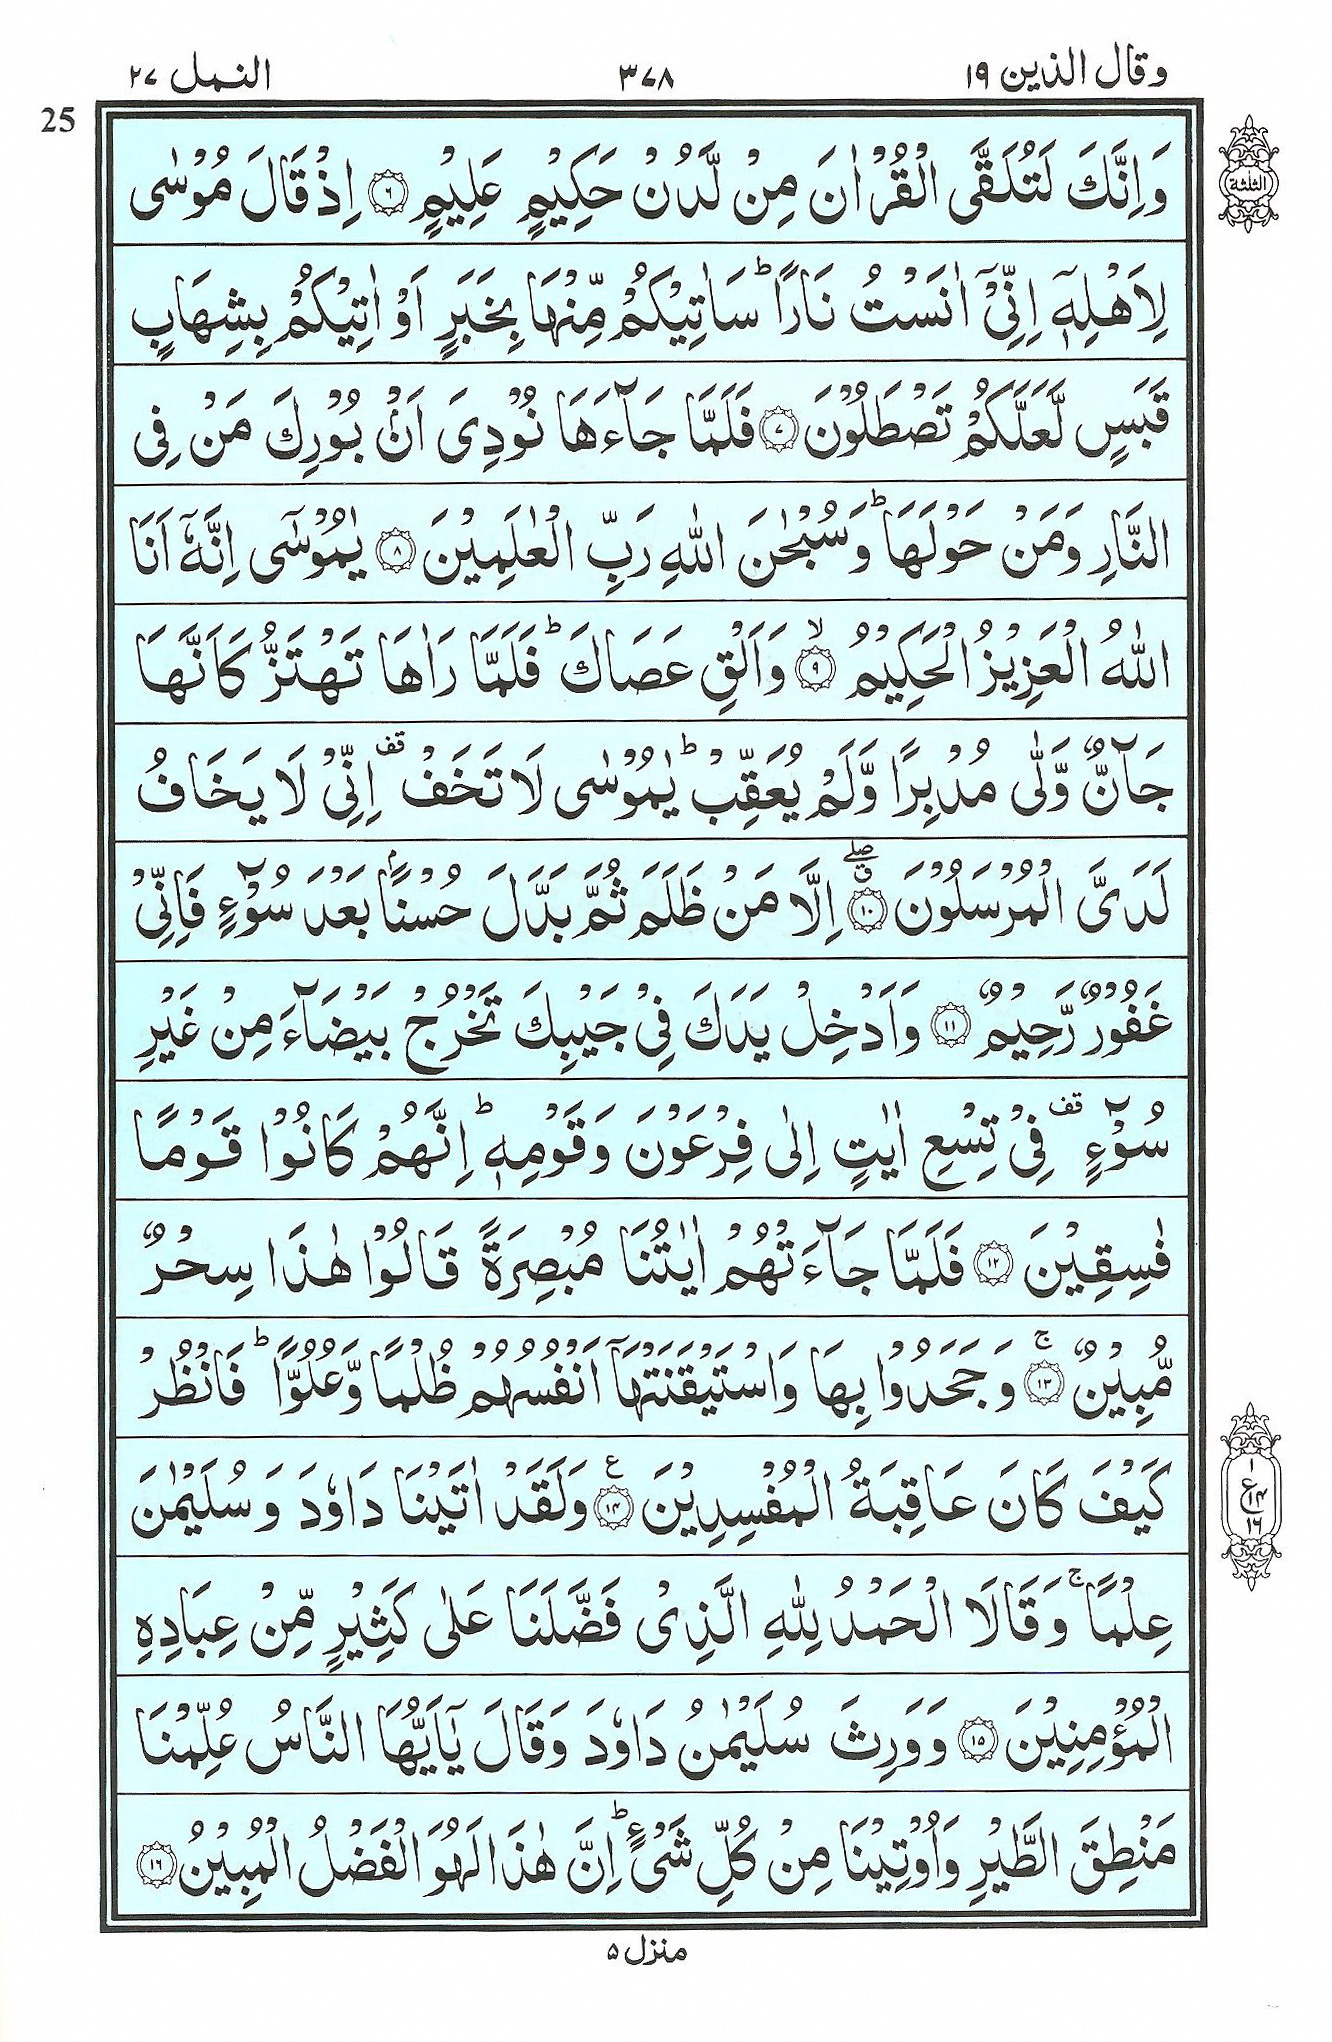 وقال الذين ١٩
٣٧٨
النمل ٢٧
25
وَاِنَّكَ لَتُلَقَّى الْقُرْاٰنَ مِنْ لَّدُنْ حَكِيْمٍ عَلِيْمٍ ۝٦ اِذْ قَالَ مُوْسٰى
الثلثة
لِاَهْلِهٖۤ اِنِّىْۤ اٰنَسْتُ نَارًا ؕ سَاٰتِيْكُمْ مِّنْهَا بِخَبَرٍ اَوْ اٰتِيْكُمْ بِشِهَابٍ
قَبَسٍ لَّعَلَّكُمْ تَصْطَلُوْنَ ۝٧ فَلَمَّا جَآءَهَا نُوْدِىَ اَنْۢ بُوْرِكَ مَنْ فِى
النَّارِ وَمَنْ حَوْلَهَا ؕ وَسُبْحٰنَ اللّٰهِ رَبِّ الْعٰلَمِيْنَ ۝٨ يٰمُوْسٰۤى اِنَّهٗۤ اَنَا
اللّٰهُ الْعَزِيْزُ الْحَكِيْمُ ۙ۝٩ وَاَلْقِ عَصَاكَ ؕ فَلَمَّا رَاٰهَا تَهْتَزُّ كَاَنَّهَا
جَآنٌّ وَّلّٰى مُدْبِرًا وَّلَمْ يُعَقِّبْ ؕ يٰمُوْسٰى لَا تَخَفْ قف اِنِّىْ لَا يَخَافُ
لَدَىَّ الْمُرْسَلُوْنَ ۖق ۝١٠ اِلَّا مَنْ ظَلَمَ ثُمَّ بَدَّلَ حُسْنًۢا بَعْدَ سُوْٓءٍ فَاِنِّىْ
غَفُوْرٌ رَّحِيْمٌ ۝١١ وَاَدْخِلْ يَدَكَ فِىْ جَيْبِكَ تَخْرُجْ بَيْضَآءَ مِنْ غَيْرِ
سُوْٓءٍ قف فِىْ تِسْعِ اٰيٰتٍ اِلٰى فِرْعَوْنَ وَقَوْمِهٖ ؕ اِنَّهُمْ كَانُوْا قَوْمًا
فٰسِقِيْنَ ۝١٢ فَلَمَّا جَآءَتْهُمْ اٰيٰتُنَا مُبْصِرَةً قَالُوْا هٰذَا سِحْرٌ
مُّبِيْنٌ ۚ۝١٣ وَجَحَدُوْا بِهَا وَاسْتَيْقَنَتْهَاۤ اَنْفُسُهُمْ ظُلْمًا وَّعُلُوًّا ؕ فَانْظُرْ
كَيْفَ كَانَ عَاقِبَةُ الْمُفْسِدِيْنَ ع ۝١٤ وَلَقَدْ اٰتَيْنَا دَاوٗدَ وَسُلَيْمٰنَ
١
ع ١٤
١٦
عِلْمًا ۚ وَقَالَا الْحَمْدُ لِلّٰهِ الَّذِىْ فَضَّلَنَا عَلٰى كَثِيْرٍ مِّنْ عِبَادِهِ
الْمُؤْمِنِيْنَ ۝١٥ وَوَرِثَ سُلَيْمٰنُ دَاوٗدَ وَقَالَ يٰۤاَيُّهَا النَّاسُ عُلِّمْنَا
مَنْطِقَ الطَّيْرِ وَاُوْتِيْنَا مِنْ كُلِّ شَىْءٍ ؕ اِنَّ هٰذَا لَهُوَ الْفَضْلُ الْمُبِيْنُ ۝١٦
منزل ٥